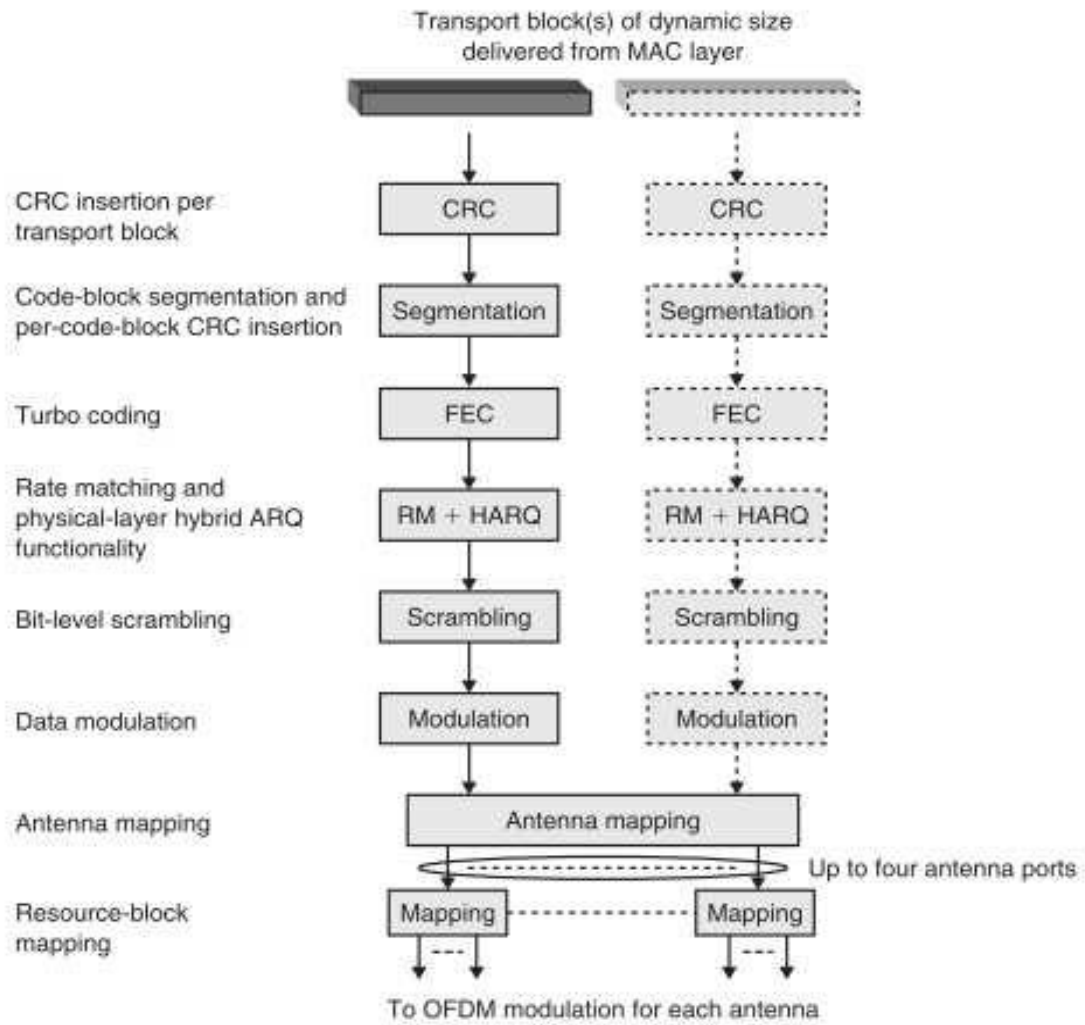 Transport block(s) of dynamic size
delivered from MAC layer
CRC insertion per
transport block
CRC
CRC
Code-block segmentation and
per-code-block CRC insertion
Segmentation
Segmentation
Turbo coding
FEC
FEC
Rate matching and
physical-layer hybrid ARQ
functionality
RM + HARQ
RM + HARQ
Bit-level scrambling
Scrambling
Scrambling
Data modulation
Modulation
Modulation
Antenna mapping
Antenna mapping
Up to four antenna ports
Resource-block
mapping
Mapping
Mapping
To OFDM modulation for each antenna